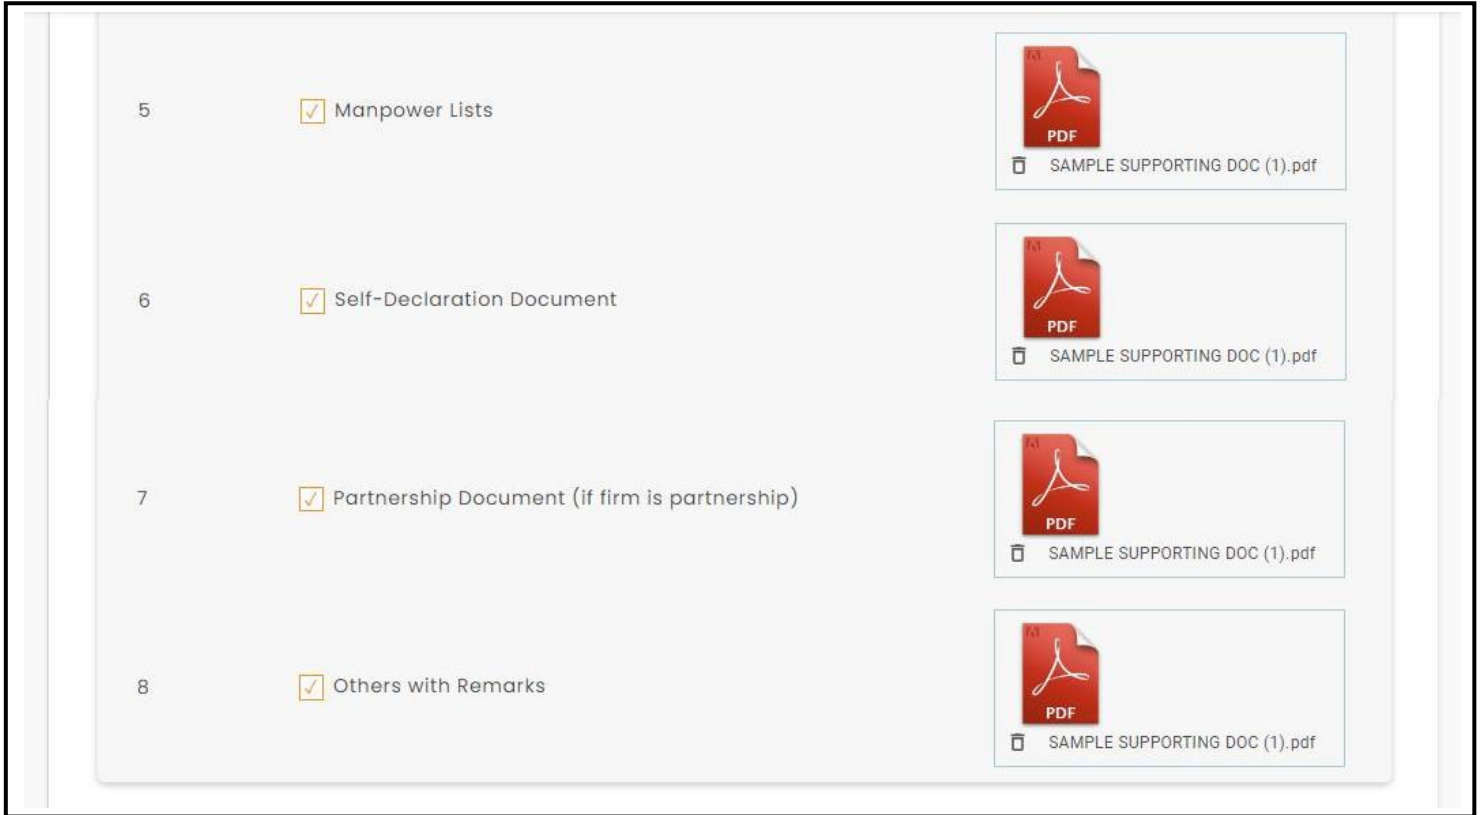 5 Manpower Lists
PDF
SAMPLE SUPPORTING DOC (1).pdf
6 Self-Declaration Document
PDF
SAMPLE SUPPORTING DOC (1).pdf
7 Partnership Document (if firm is partnership)
PDF
SAMPLE SUPPORTING DOC (1).pdf
8 Others with Remarks
PDF
SAMPLE SUPPORTING DOC (1).pdf